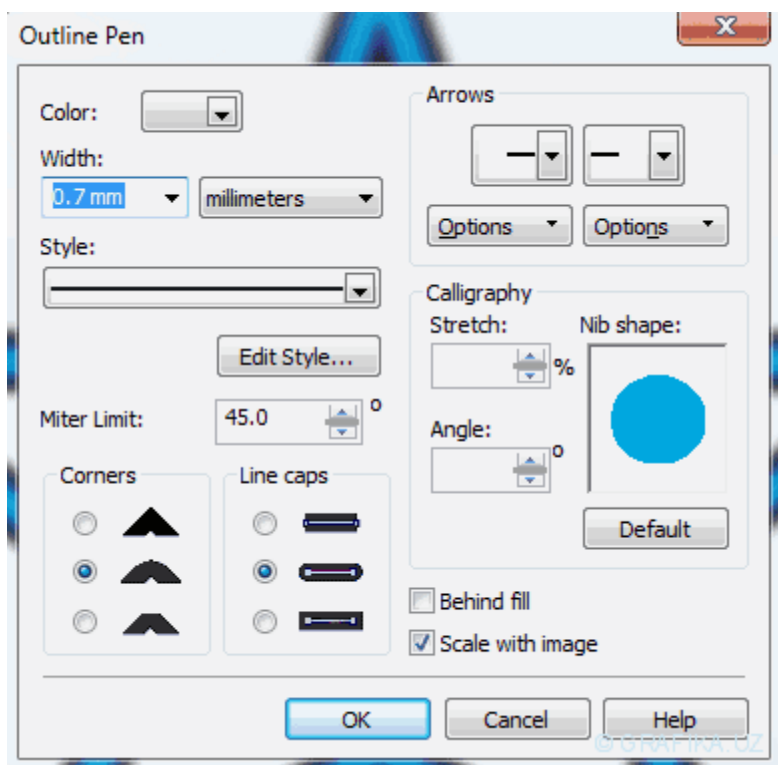 Outline Pen
Color:
Width:
0.7 mm
millimeters
Style:
Edit Style...
Miter Limit:
45.0
o
Corners
Line caps
Arrows
Options
Options
Calligraphy
Stretch:
Nib shape:
%
Angle:
o
Default
Behind fill
Scale with image
OK
Cancel
Help
© GRAFIKA.UZ